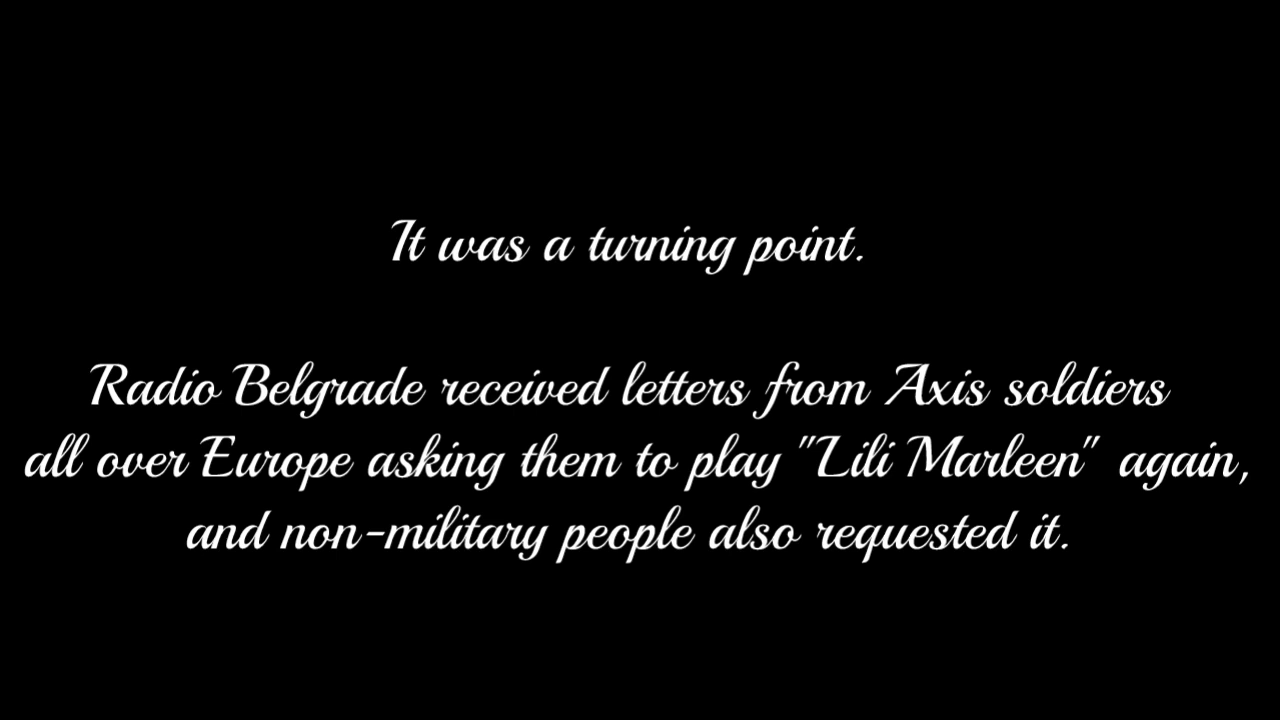 It was a turning point.
Radio Belgrade received letters from Axis soldiers
all over Europe asking them to play "Lili Marleen" again,
and non-military people also requested it.